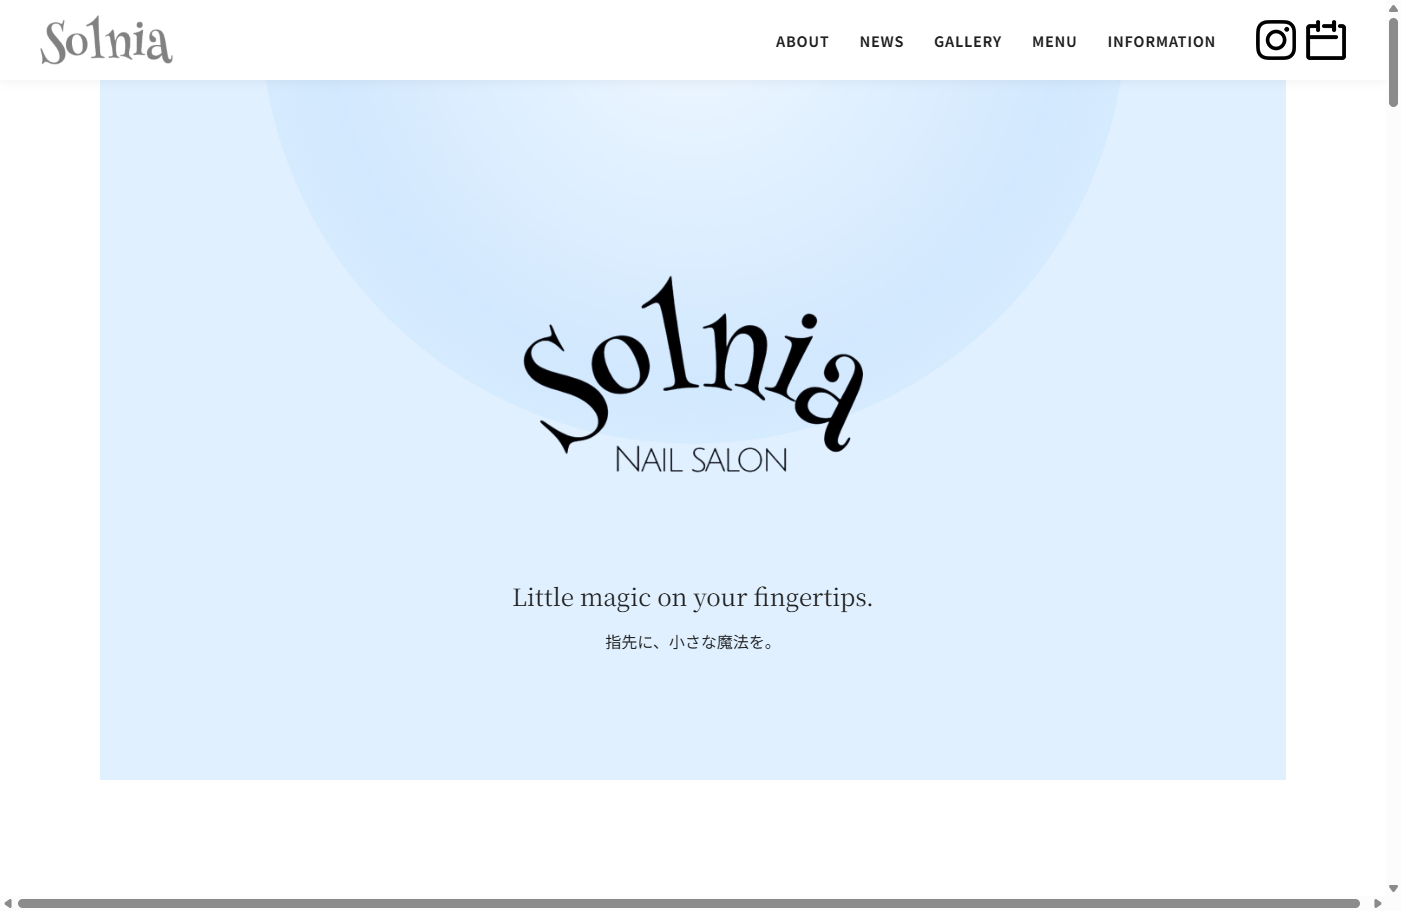 Solnia
ABOUT NEWS GALLERY MENU INFORMATION
Solnia
NAIL SALON
Little magic on your fingertips.
指先に、小さな魔法を。